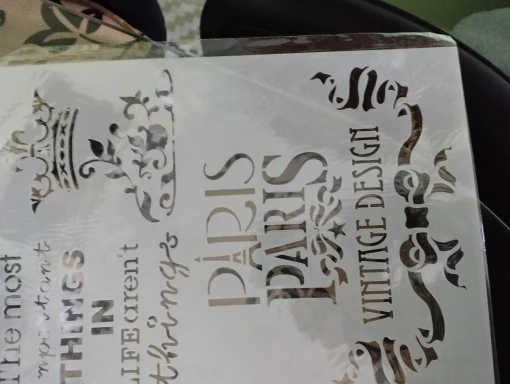 The most
important
THINGS
IN
LIFE aren't
things
PARIS
PARIS
VINTAGE DESIGN